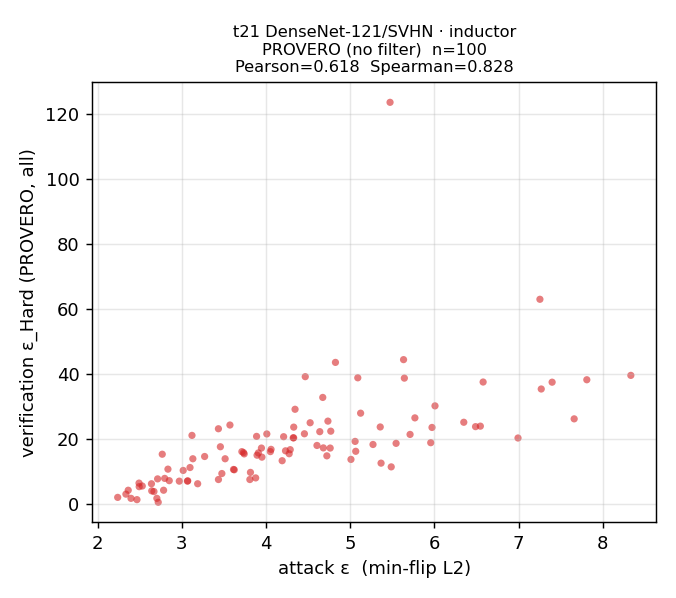 t21 DenseNet-121/SVHN · inductor
PROVERO (no filter)  n=100
Pearson=0.618  Spearman=0.828
verification ε_Hard (PROVERO, all)
120
100
80
60
40
20
0
2 3 4 5 6 7 8
attack ε  (min-flip L2)